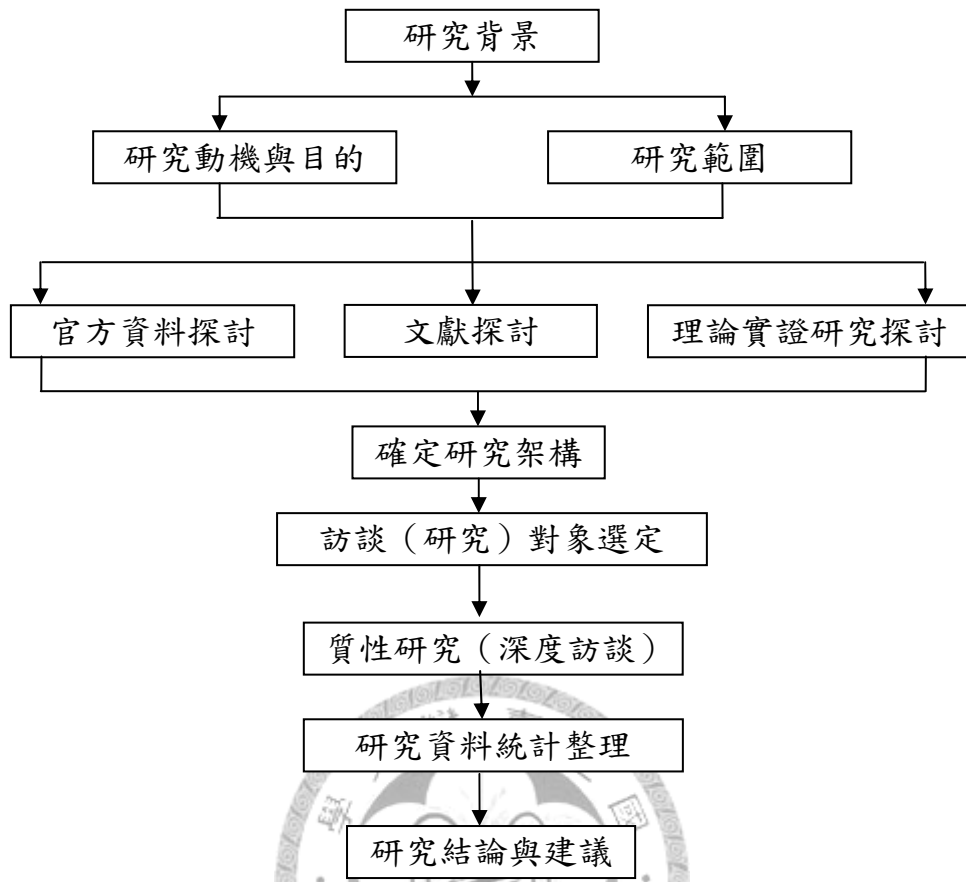 研究背景
研究動機與目的
研究範圍
官方資料探討
文獻探討
理論實證研究探討
確定研究架構
訪談（研究）對象選定
質性研究（深度訪談）
研究資料統計整理
研究結論與建議